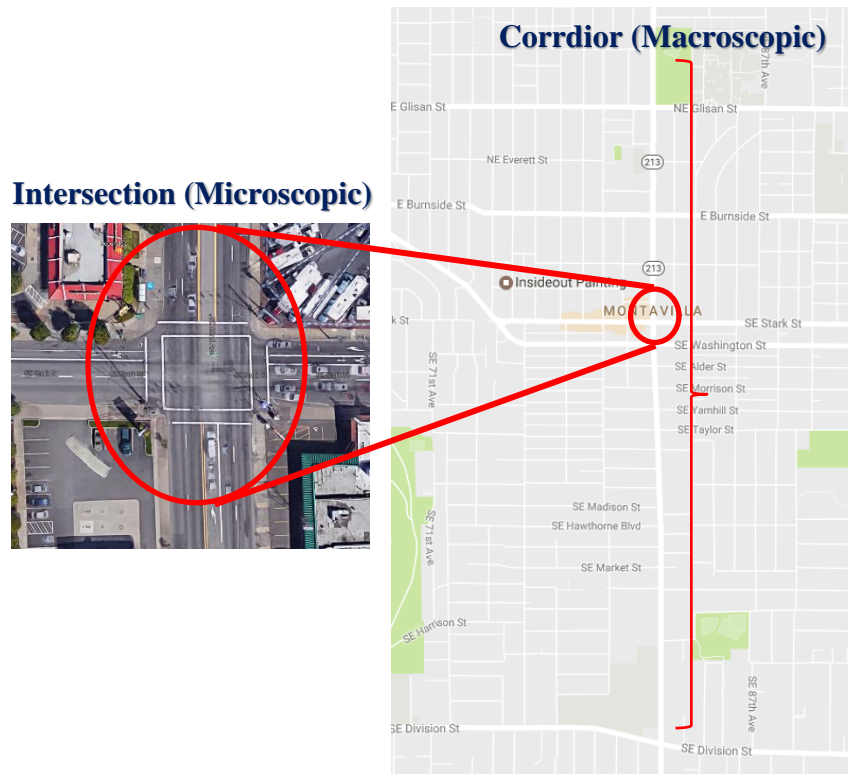 Corrdior (Macroscopic)
SE 87th Ave
E Glisan St
NE Glisan St
NE Everett St
213
Intersection (Microscopic)
E Burnside St
E Burnside St
213
Insideout Painting
MONTAVILLA
k St
SE Stark St
SE Washington St
SE 71st Ave
SE Alder St
SE Morrison St
SE Yamhill St
SE Taylor St
SE Madison St
SE 71st Ave
SE Hawthorne Blvd
SE Market St
SE Harrison St
SE 87th Ave
SE Division St
SE Division St